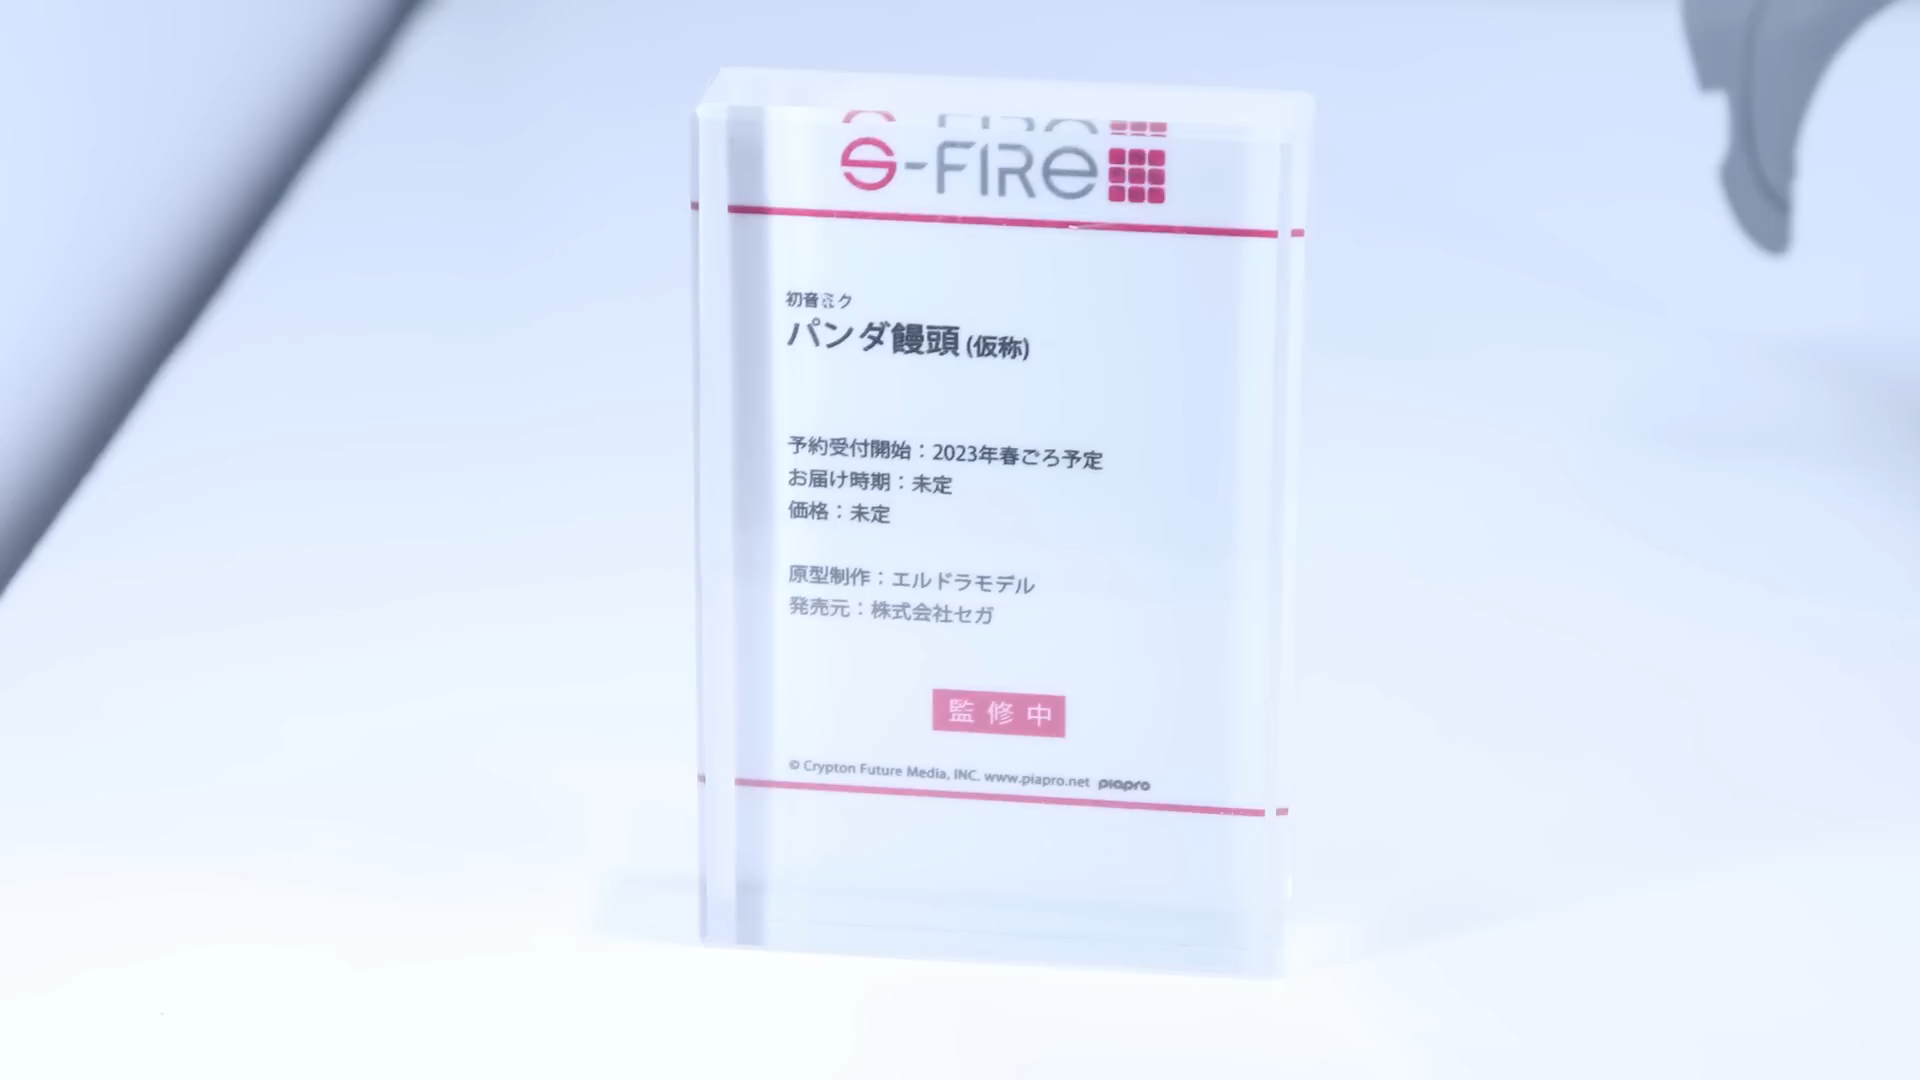 S-FIRE
初音ミク
パンダ饅頭(仮称)
予約受付開始：2023年春ごろ予定
お届け時期：未定
価格：未定
原型制作：エルドラモデル
発売元：株式会社セガ
監修中
© Crypton Future Media, INC. www.piapro.net piapro